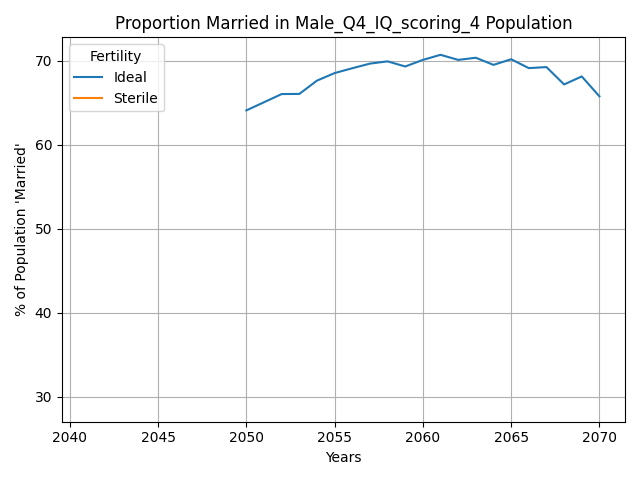 Proportion Married in Male_Q4_IQ_scoring_4 Population
Fertility
Ideal
Sterile
% of Population 'Married'
70
60
50
40
30
2040 2045 2050 2055 2060 2065 2070
Years